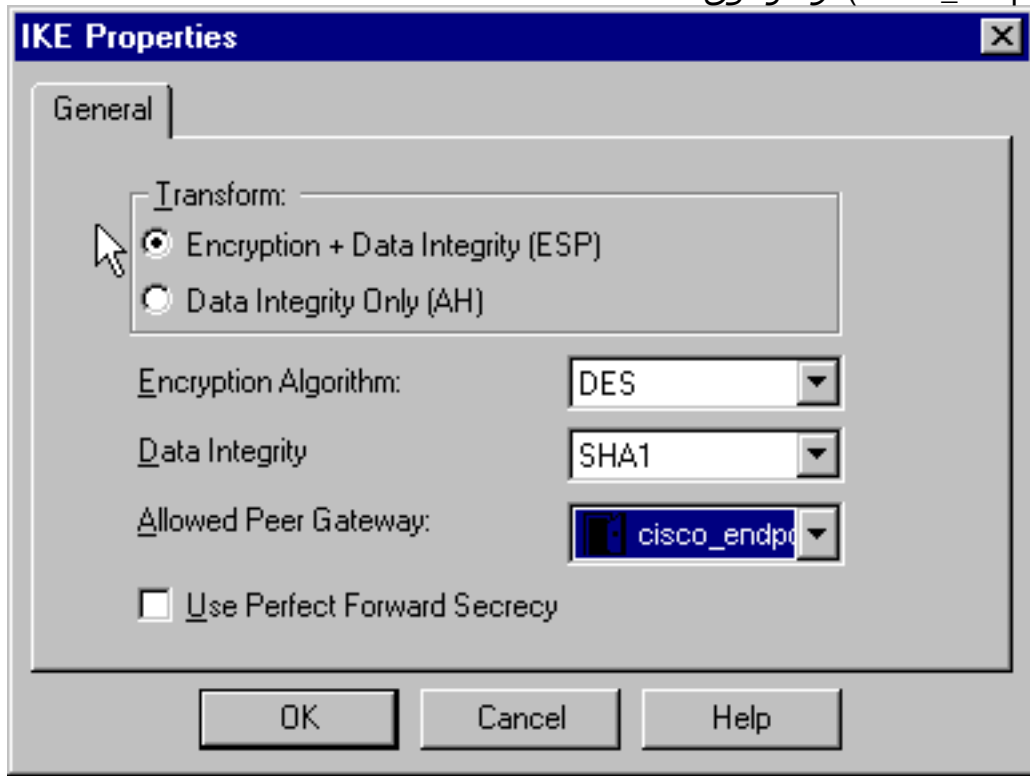 IKE Properties
General
Transform:
Encryption + Data Integrity (ESP)
Data Integrity Only (AH)
Encryption Algorithm:
DES
Data Integrity
SHA1
Allowed Peer Gateway:
cisco_endpo
Use Perfect Forward Secrecy
OK
Cancel
Help